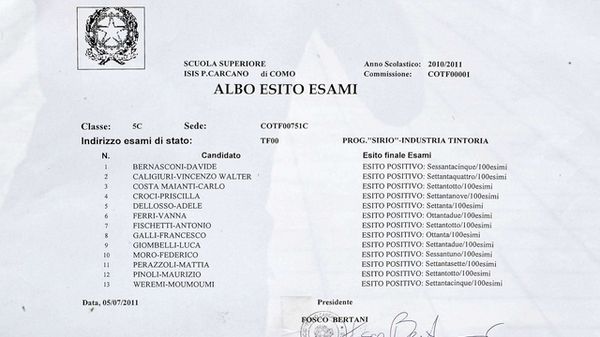 SCUOLA SUPERIORE
ISIS P.CARCANO di COMO
Anno Scolastico: 2010/2011
Commissione: COTF00001
ALBO ESITO ESAMI
Classe: 5C Sede: COTF00751C
Indirizzo esami di stato: TF00 PROG."SIRIO"-INDUSTRIA TINTORIA
N. Candidato Esito finale Esami
1 BERNASCONI-DAVIDE ESITO POSITIVO: Sessantacinque/100esimi
2 CALIGIURI-VINCENZO WALTER ESITO POSITIVO: Settantaquattro/100esimi
3 COSTA MAIANTI-CARLO ESITO POSITIVO: Settantotto/100esimi
4 CROCI-PRISCILLA ESITO POSITIVO: Settantanove/100esimi
5 DELLOSSO-ADELE ESITO POSITIVO: Settanta/100esimi
6 FERRI-VANNA ESITO POSITIVO: Ottantadue/100esimi
7 FISCHETTI-ANTONIO ESITO POSITIVO: Settantotto/100esimi
8 GALLI-FRANCESCO ESITO POSITIVO: Ottanta/100esimi
9 GIOMBELLI-LUCA ESITO POSITIVO: Settantadue/100esimi
10 MORO-FEDERICO ESITO POSITIVO: Sessantuno/100esimi
11 PERAZZOLI-MATTIA ESITO POSITIVO: Settantasette/100esimi
12 PINOLI-MAURIZIO ESITO POSITIVO: Settantotto/100esimi
13 WEREMI-MOUMOUMI ESITO POSITIVO: Settantacinque/100esimi
Data, 05/07/2011
Presidente
FOSCO BERTANI